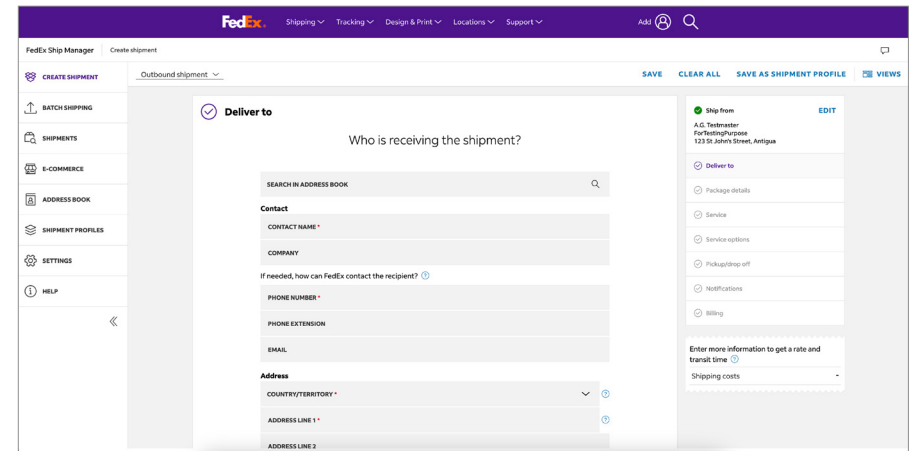 FedEx. Shipping Tracking Design & Print Locations Support Add
FedEx Ship Manager Create shipment
CREATE SHIPMENT
BATCH SHIPPING
SHIPMENTS
E-COMMERCE
ADDRESS BOOK
SHIPMENT PROFILES
SETTINGS
HELP
Outbound shipment SAVE CLEAR ALL SAVE AS SHIPMENT PROFILE VIEWS
Deliver to
Who is receiving the shipment?
SEARCH IN ADDRESS BOOK
Contact
CONTACT NAME *
COMPANY
If needed, how can FedEx contact the recipient? ?
PHONE NUMBER *
PHONE EXTENSION
EMAIL
Address
COUNTRY/TERRITORY * ?
ADDRESS LINE 1 * ?
ADDRESS LINE 2
Ship from EDIT
A.G. Testmaster
ForTestingPurpose
123 St John's Street, Antigua
Deliver to
Package details
Service
Service options
Pickup/drop off
Notifications
Billing
Enter more information to get a rate and
transit time ?
Shipping costs -